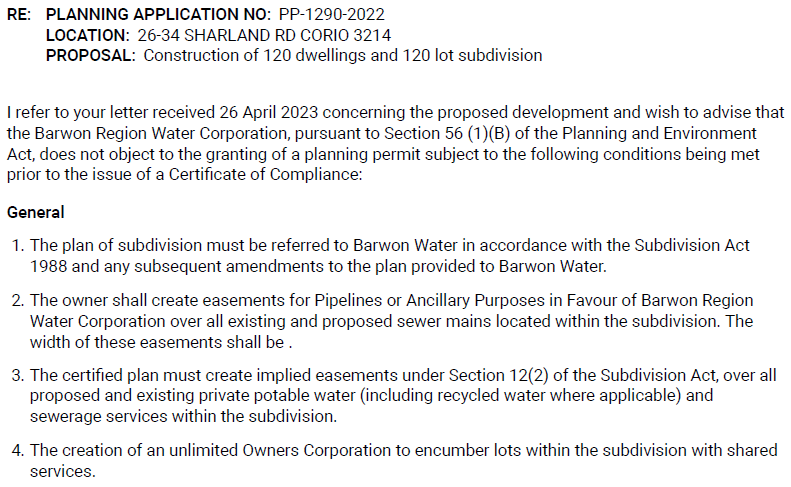 RE: PLANNING APPLICATION NO: PP-1290-2022
LOCATION: 26-34 SHARLAND RD CORIO 3214
PROPOSAL: Construction of 120 dwellings and 120 lot subdivision
I refer to your letter received 26 April 2023 concerning the proposed development and wish to advise that
the Barwon Region Water Corporation, pursuant to Section 56 (1)(B) of the Planning and Environment
Act, does not object to the granting of a planning permit subject to the following conditions being met
prior to the issue of a Certificate of Compliance:
General
1. The plan of subdivision must be referred to Barwon Water in accordance with the Subdivision Act
1988 and any subsequent amendments to the plan provided to Barwon Water.
2. The owner shall create easements for Pipelines or Ancillary Purposes in Favour of Barwon Region
Water Corporation over all existing and proposed sewer mains located within the subdivision. The
width of these easements shall be .
3. The certified plan must create implied easements under Section 12(2) of the Subdivision Act, over all
proposed and existing private potable water (including recycled water where applicable) and
sewerage services within the subdivision.
4. The creation of an unlimited Owners Corporation to encumber lots within the subdivision with shared
services.